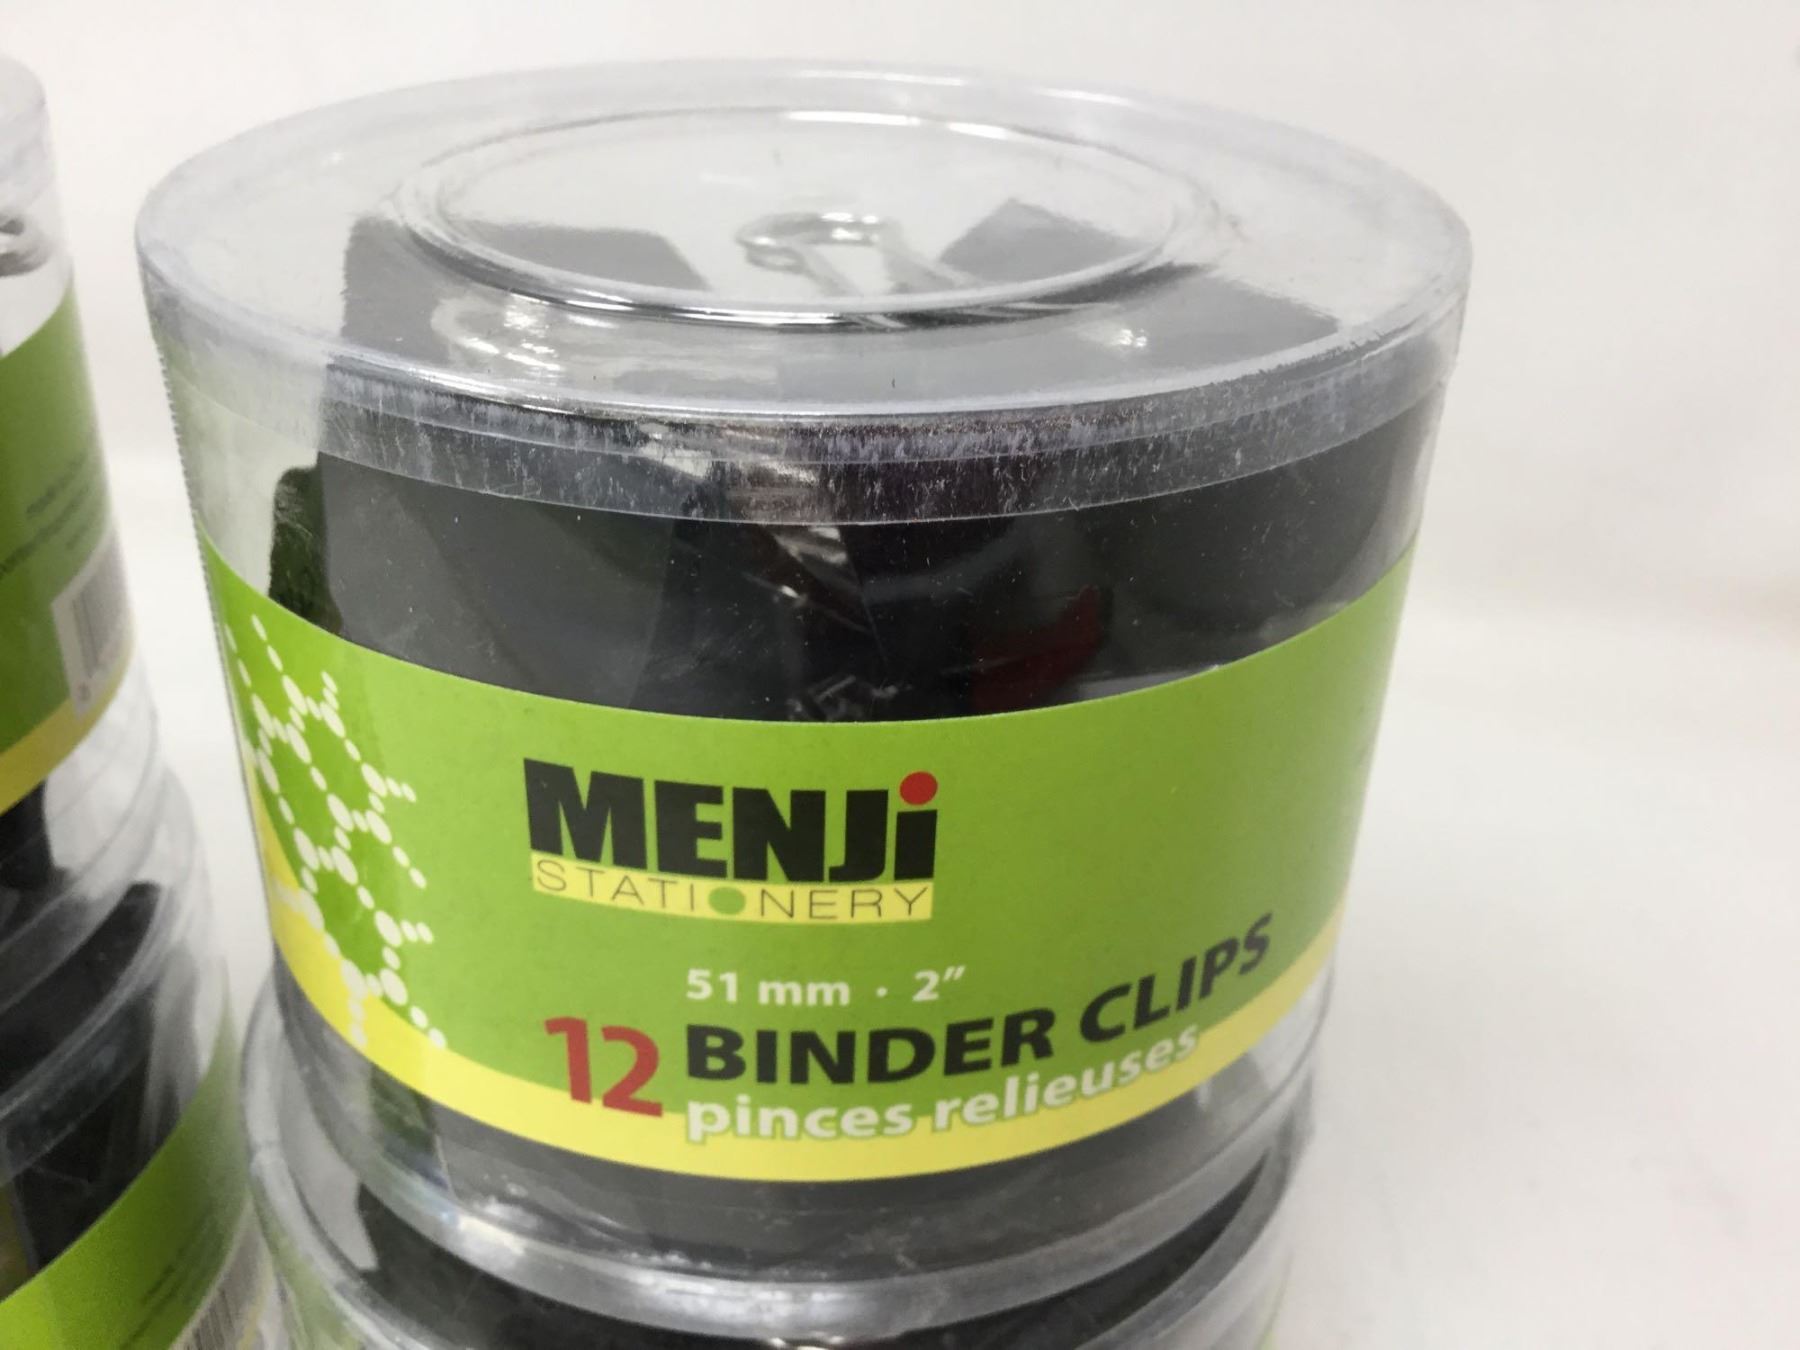 MENJi
STATIONERY
51 mm · 2"
12 BINDER CLIPS
pinces relieuses